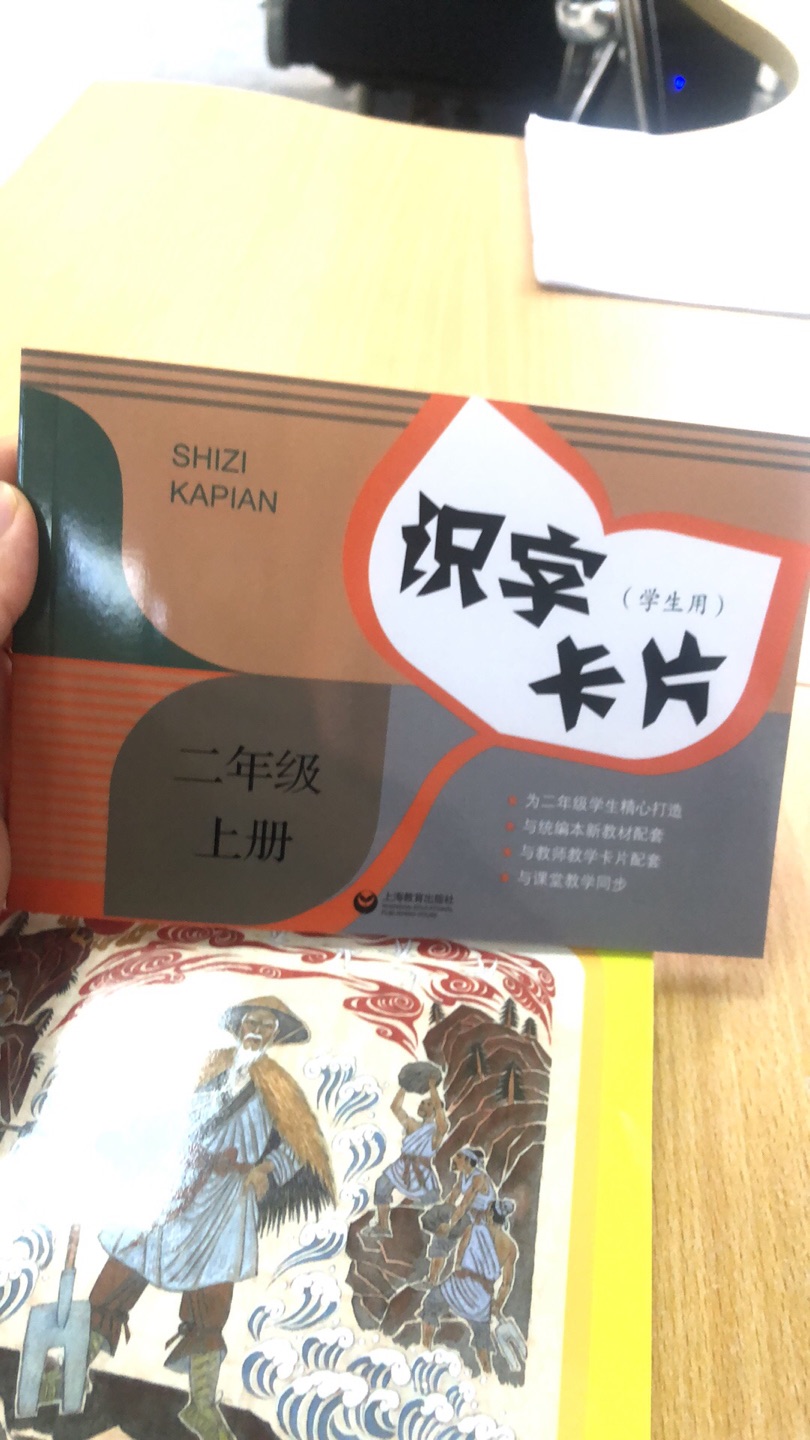 SHIZI
KAPIAN
识字
（学生用）
卡片
二年级
上册
为二年级学生精心打造
与统编本新教材配套
与教师教学卡片配套
与课堂教学同步
上海教育出版社